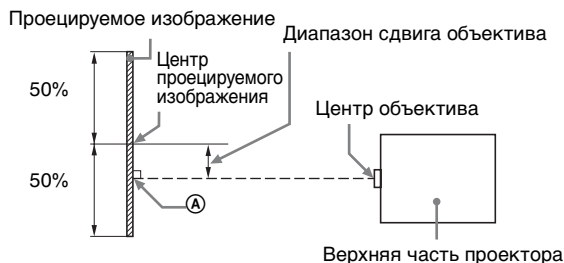 Проецируемое изображение
Диапазон сдвига объектива
Центр
проецируемого
изображения
50%
Центр объектива
50%
A
Верхняя часть проектора